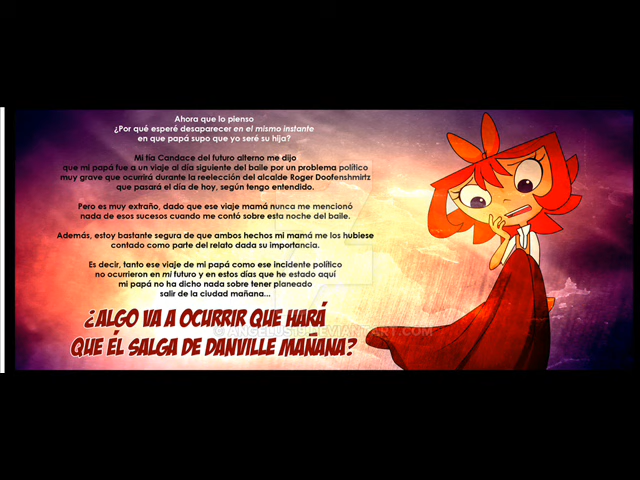 Ahora que lo pienso
¿Por qué esperé desaparecer en el mismo instante
en que papá supo que yo seré su hija?
Mi tía Candace del futuro alterno me dijo
que mi papá fue a un viaje al día siguiente del baile por un problema político
muy grave que ocurrirá durante la reelección del alcalde Roger Doofenshmirtz
que pasará el día de hoy, según tengo entendido.
Pero es muy extraño, dado que ese viaje mamá nunca me mencionó
nada de esos sucesos cuando me contó sobre esta noche del baile.
Además, estoy bastante segura de que ambos hechos mi mamá me los hubiese
contado como parte del relato dada su importancia.
Es decir, tanto ese viaje de mi papá como ese incidente político
no ocurrieron en mi futuro y en estos días que he estado aquí
mi papá no ha dicho nada sobre tener planeado
salir de la ciudad mañana...
¿ALGO VA A OCURRIR QUE HARÁ
QUE ÉL SALGA DE DANVILLE MAÑANA?